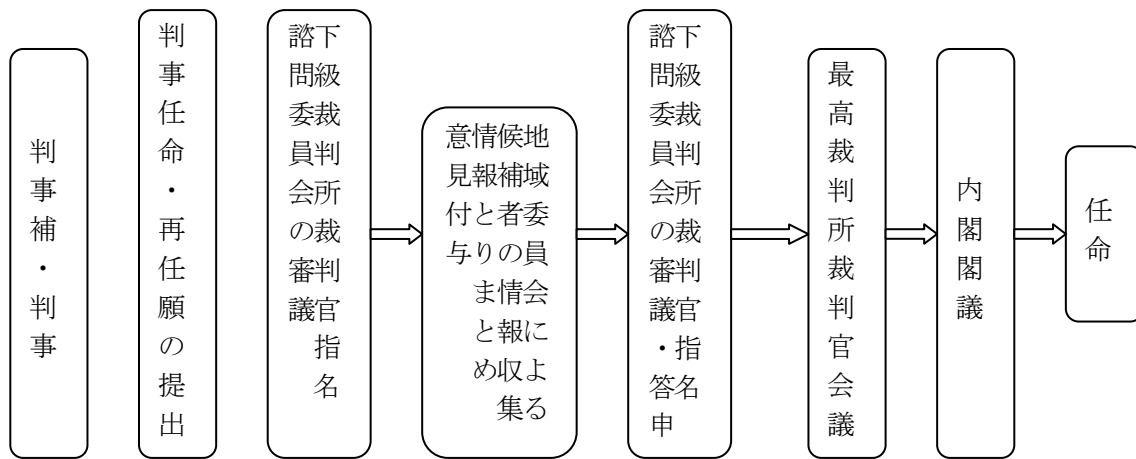 判事補・判事
判事任命・再任願の提出
下級裁判所の裁判官指名
諮問委員会の審議
地域委員会による
候補者の情報収集
情報と りまとめ
意見付与
下級裁判所の裁判官指名
諮問委員会の審議・答申
最高裁判所裁判官会議
内閣閣議
任命